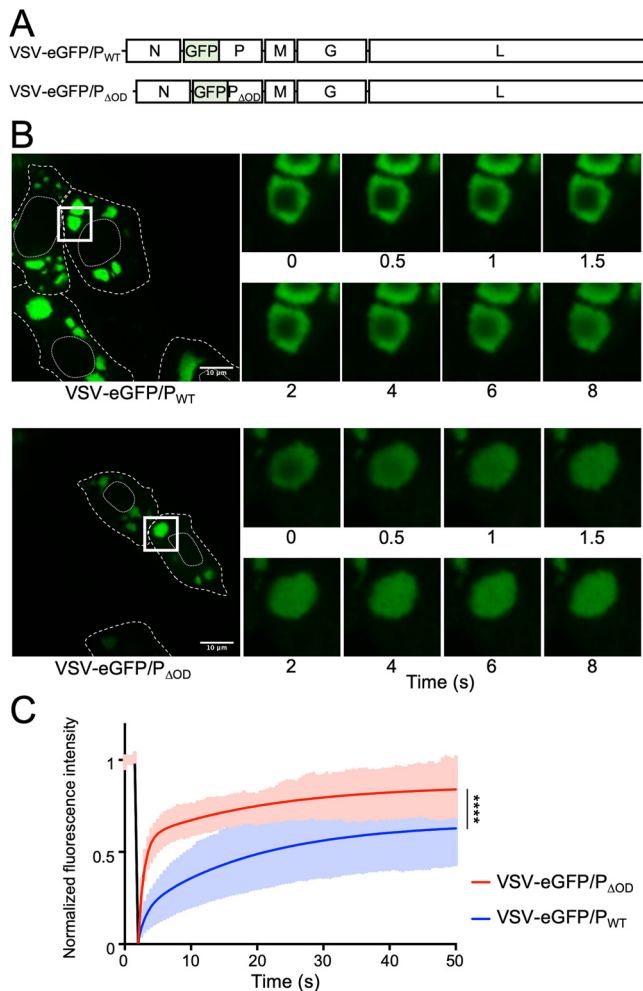 A
VSV-eGFP/PWT N GFP P M G L
VSV-eGFP/PΔOD N GFP PΔOD M G L
B
0 0.5 1 1.5
10 µm
2 4 6 8
VSV-eGFP/PWT
0 0.5 1 1.5
10 µm
2 4 6 8
VSV-eGFP/PΔOD
Time (s)
C
Normalized fluorescence intensity
1
0.5
0
0 10 20 30 40 50
Time (s)
****
VSV-eGFP/PΔOD
VSV-eGFP/PWT